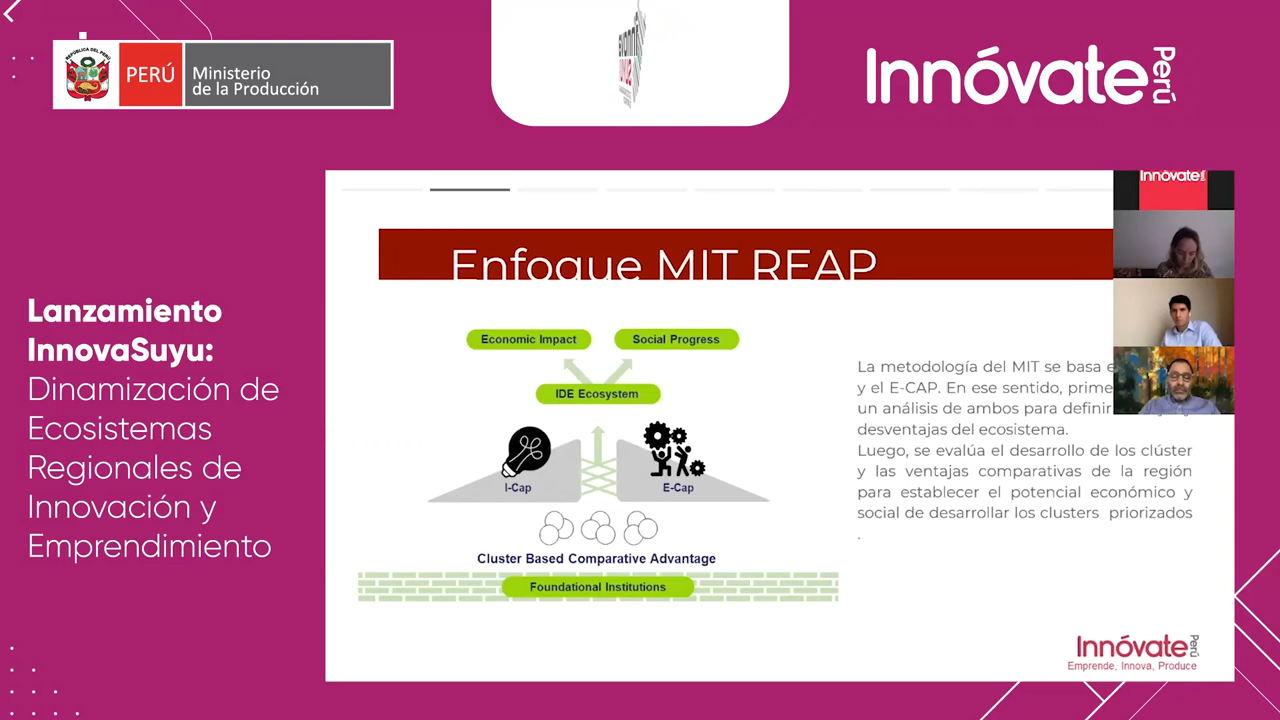 REPÚBLICA DEL PERÚ
PERÚ
Ministerio
de la Producción
Innóvate
Perú
Innóvate
Lanzamiento
InnovaSuyu:
Dinamización de
Ecosistemas
Regionales de
Innovación y
Emprendimiento
Enfoque MIT REAP
Economic Impact
Social Progress
IDE Ecosystem
I-Cap
E-Cap
Cluster Based Comparative Advantage
Foundational Institutions
La metodología del MIT se basa
y el E-CAP. En ese sentido,
un análisis de ambos para definir
desventajas del ecosistema.
Luego, se evalúa el desarrollo de los clúster
y las ventajas comparativas de la región
para establecer el potencial económico y
social de desarrollar los clusters priorizados
.
Innóvate
Perú
Emprende, Innova, Produce